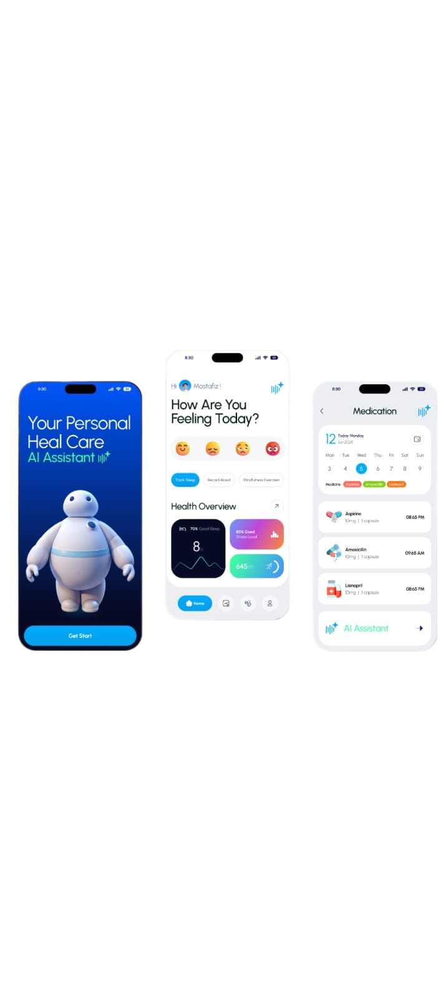 8:30
Your Personal
Heal Care
AI Assistant
Get Start
8:30
Hi Mostafiz !
How Are You
Feeling Today?
Track Sleep
Record Mood
Mindfulness Exercises
Health Overview
70% Good Sleep
8h
80% Good
Stress Level
645m
Home
8:30
Medication
12 Today Monday
Jun 2024
Mon Tue Wed Thu Fri Sat Sun
3 4 5 6 7 8 9
Medicine Aspirine Amoxicillin Lisinopril
Aspirine
10mg | 1 capsule
08:65 PM
Amoxicillin
10mg | 1 capsule
09:65 AM
Lisinopril
10mg | 1 capsule
08:65 PM
AI Assistant